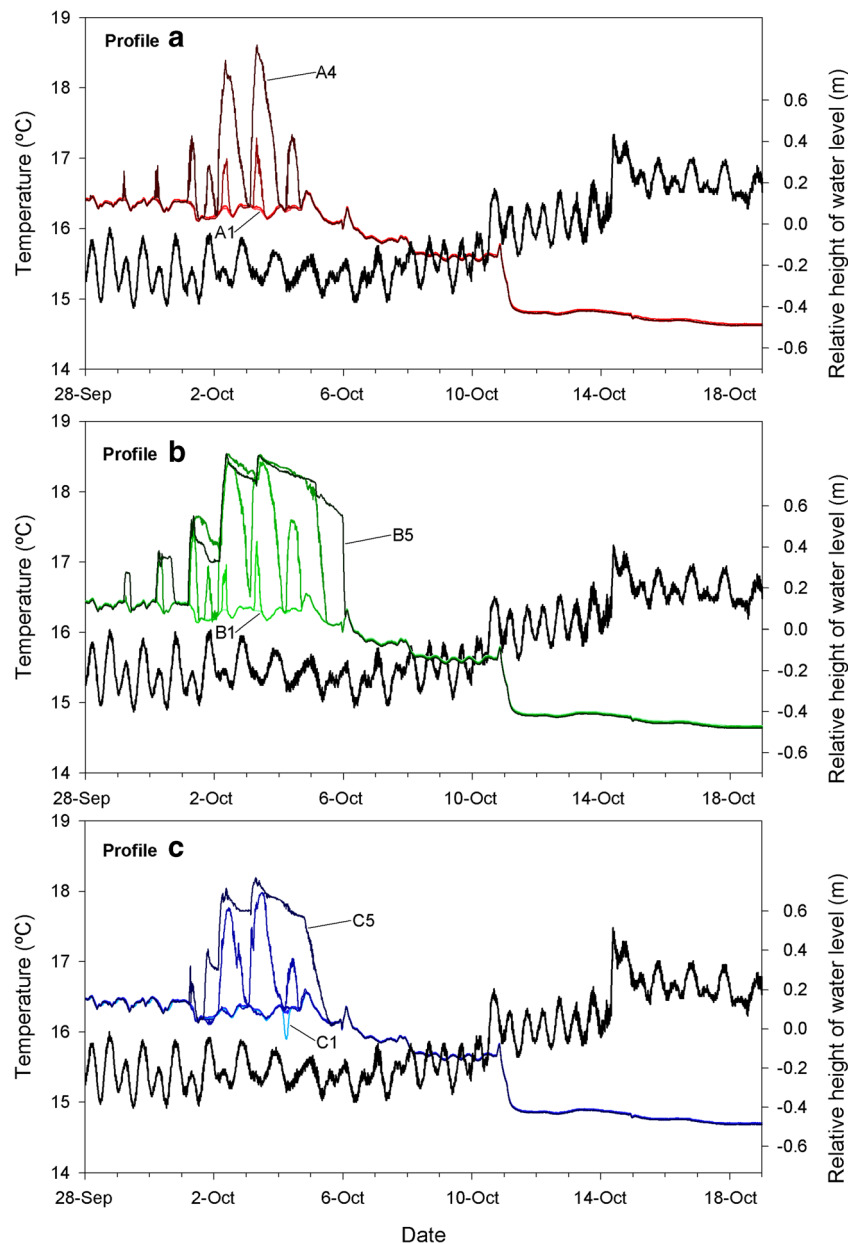 Profile a
Temperature (ºC)
19
18
17
16
15
14
A4
A1
0.6
0.4
0.2
0.0
-0.2
-0.4
-0.6
Relative height of water level (m)
28-Sep 2-Oct 6-Oct 10-Oct 14-Oct 18-Oct
Profile b
Temperature (ºC)
19
18
17
16
15
14
B5
B1
0.6
0.4
0.2
0.0
-0.2
-0.4
-0.6
Relative height of water level (m)
28-Sep 2-Oct 6-Oct 10-Oct 14-Oct 18-Oct
Profile c
Temperature (ºC)
19
18
17
16
15
14
C5
C1
0.6
0.4
0.2
0.0
-0.2
-0.4
-0.6
Relative height of water level (m)
28-Sep 2-Oct 6-Oct 10-Oct 14-Oct 18-Oct
Date